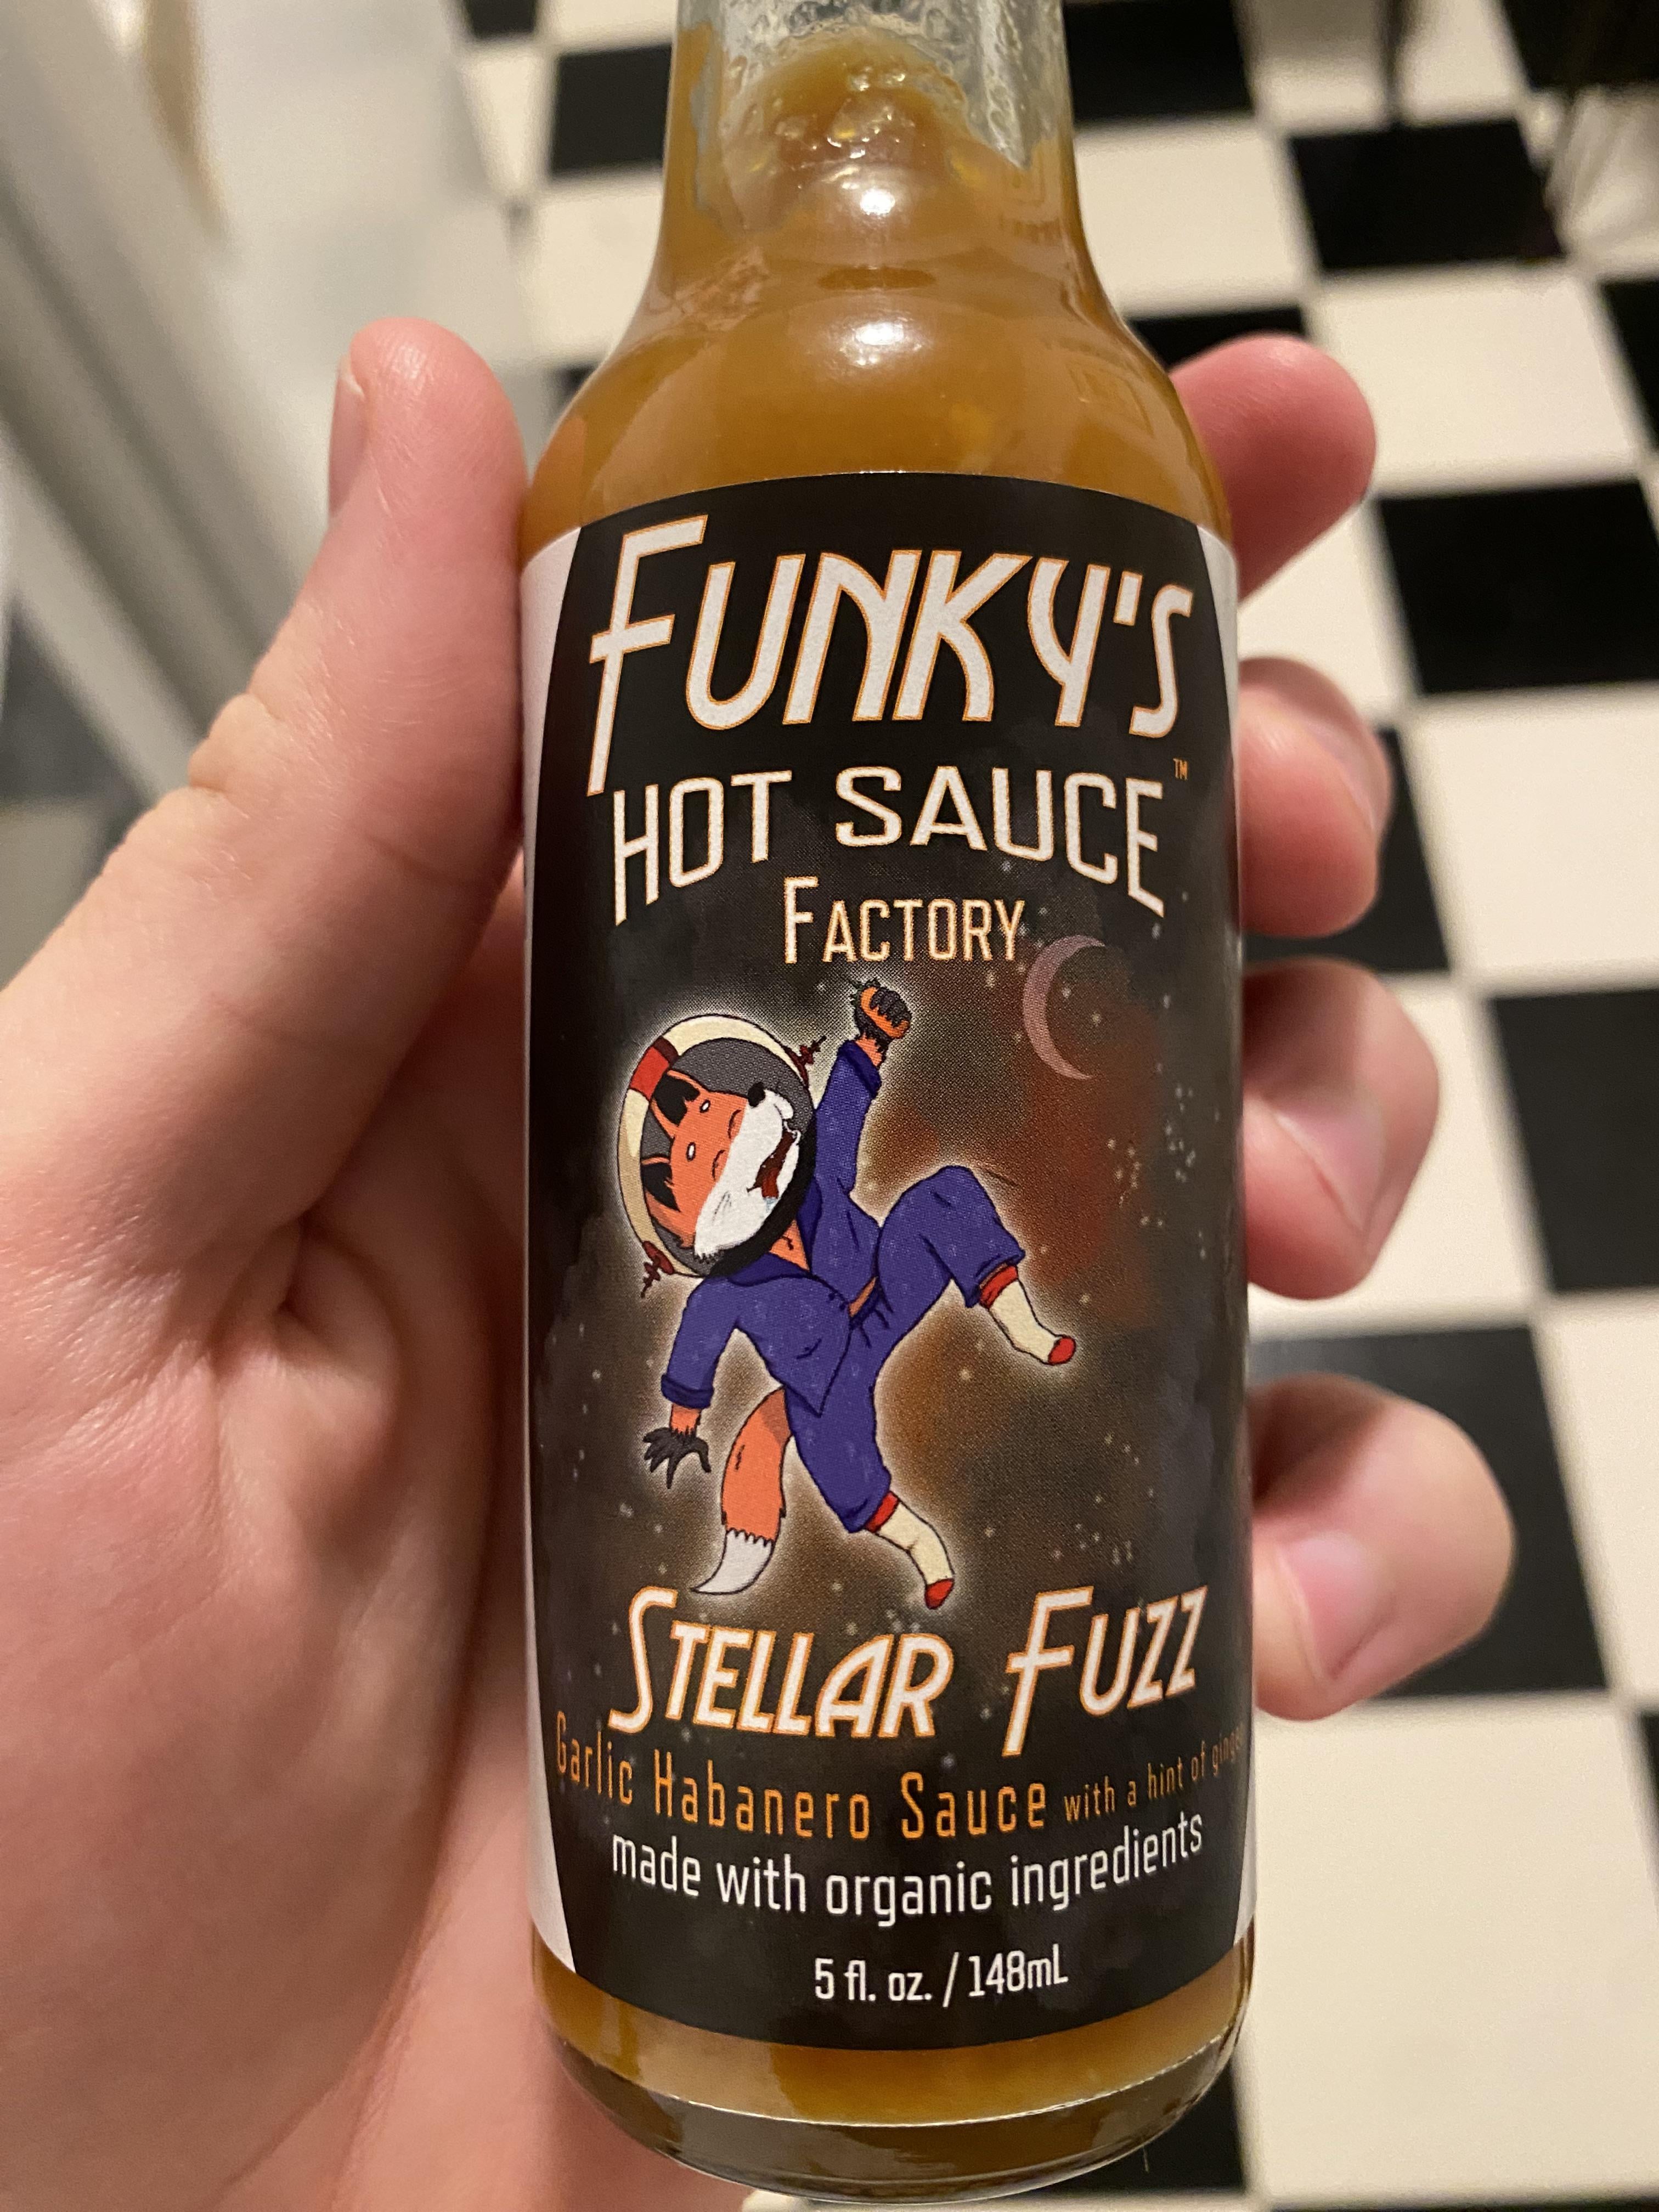 FUNKY'S
HOT SAUCE™
FACTORY
STELLAR FUZZ
Garlic Habanero Sauce with a hint of ginger
made with organic ingredients
5 fl. oz. / 148mL